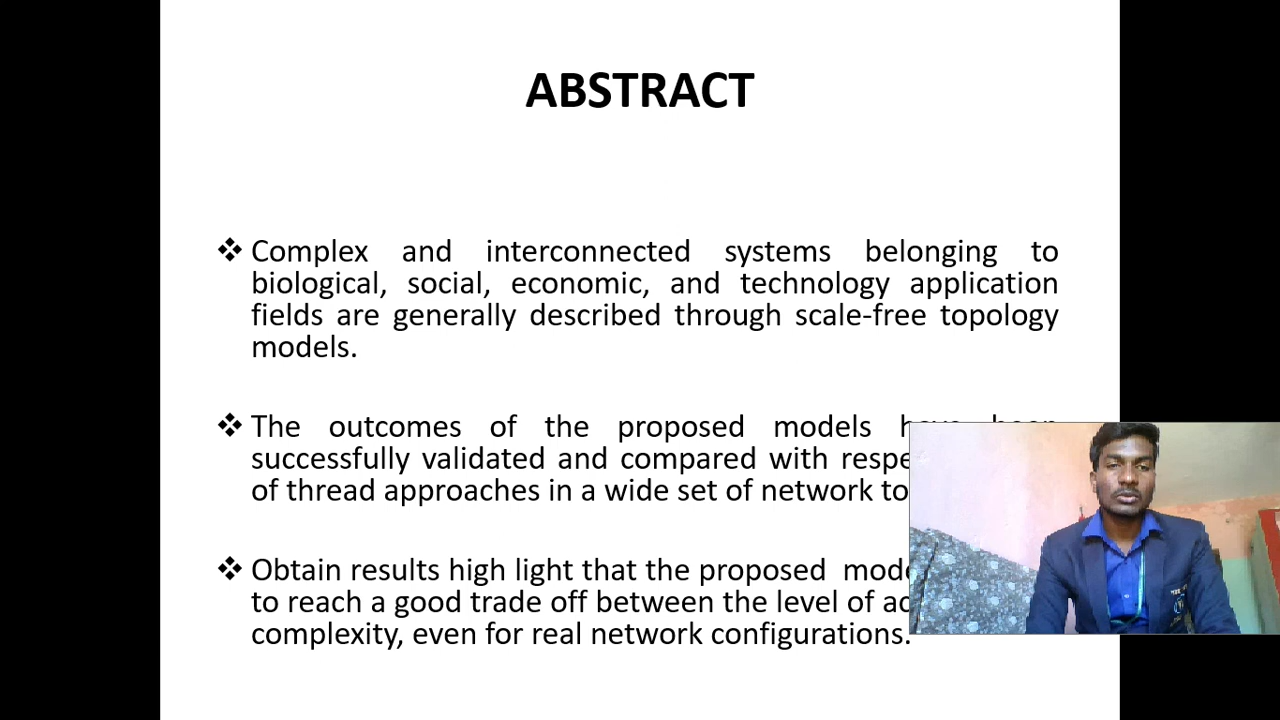 ABSTRACT
❖ Complex and interconnected systems belonging to
biological, social, economic, and technology application
fields are generally described through scale-free topology
models.
❖ The outcomes of the proposed models have been
successfully validated and compared with
of thread approaches in a wide set of network
❖ Obtain results high light that the proposed
to reach a good trade off between the level of
complexity, even for real network configurations.